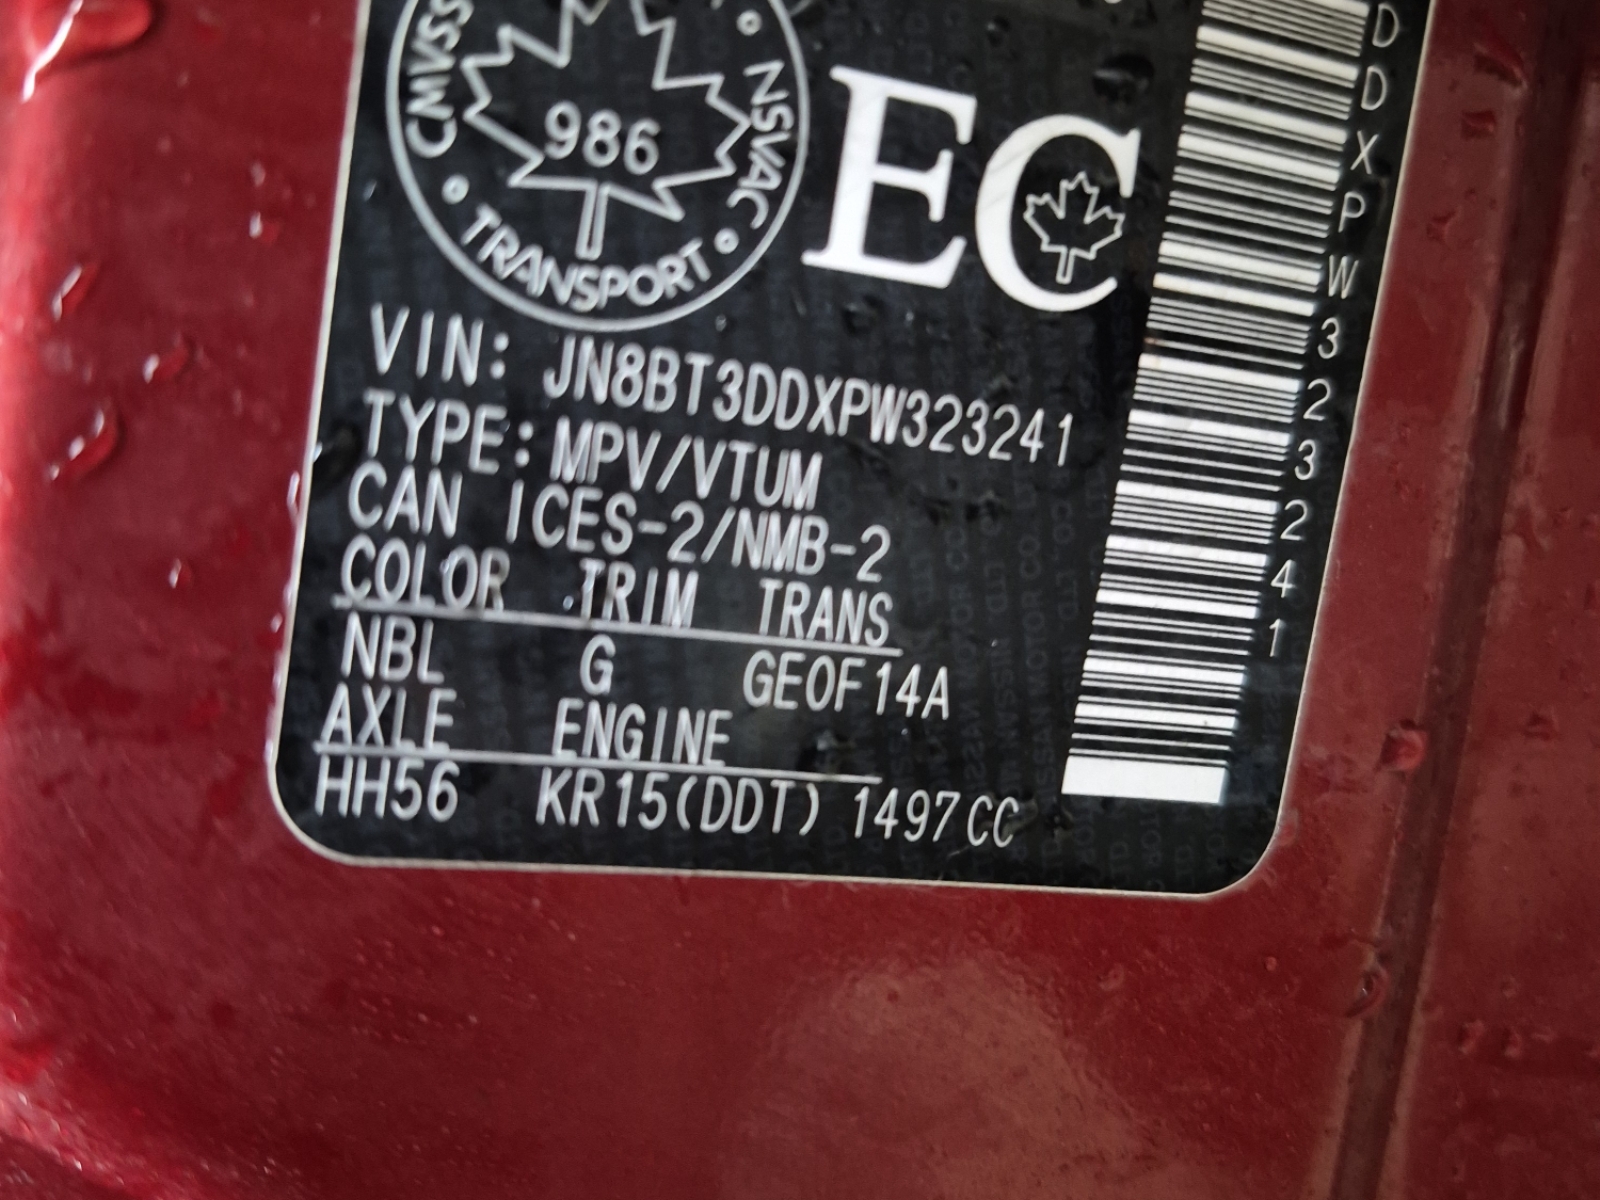 CMVSS • NSVAC • TRANSPORT •
986
EC
VIN: JN8BT3DDXPW323241
TYPE: MPV/VTUM
CAN ICES-2/NMB-2
COLOR TRIM TRANS
NBL G GE0F14A
AXLE ENGINE
HH56 KR15(DDT) 1497CC
DDXPW323241